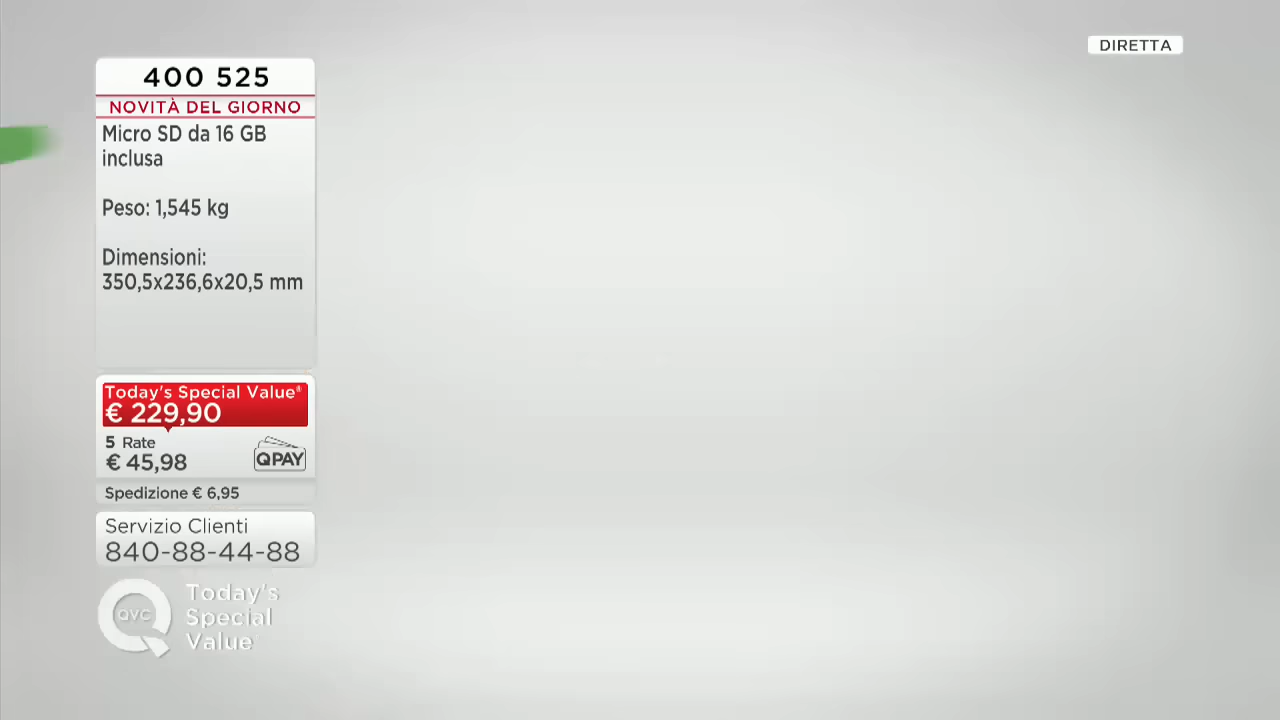 DIRETTA
400 525
NOVITÀ DEL GIORNO
Micro SD da 16 GB
inclusa
Peso: 1,545 kg
Dimensioni:
350,5x236,6x20,5 mm
Today's Special Value®
€ 229,90
5 Rate
€ 45,98
QPAY
Spedizione € 6,95
Servizio Clienti
840-88-44-88
QVC
Today's
Special
Value